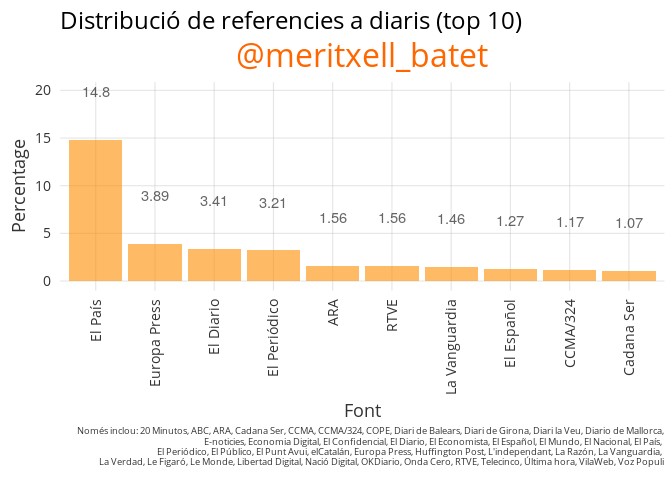 Distribució de referencies a diaris (top 10)
@meritxell_batet
20
15
10
5
0
Percentage
14.8
3.89
3.41
3.21
1.56
1.56
1.46
1.27
1.17
1.07
El País
Europa Press
El Diario
El Periódico
ARA
RTVE
La Vanguardia
El Español
CCMA/324
Cadana Ser
Font
Només inclou: 20 Minutos, ABC, ARA, Cadana Ser, CCMA, CCMA/324, COPE, Diari de Balears, Diari de Girona, Diari la Veu, Diario de Mallorca,
E-noticies, Economia Digital, El Confidencial, El Diario, El Economista, El Español, El Mundo, El Nacional, El País,
El Periódico, El Público, El Punt Avui, elCatalán, Europa Press, Huffington Post, L'independant, La Razón, La Vanguardia,
La Verdad, Le Figaró, Le Monde, Libertad Digital, Nació Digital, OKDiario, Onda Cero, RTVE, Telecinco, Última hora, VilaWeb, Voz Populi